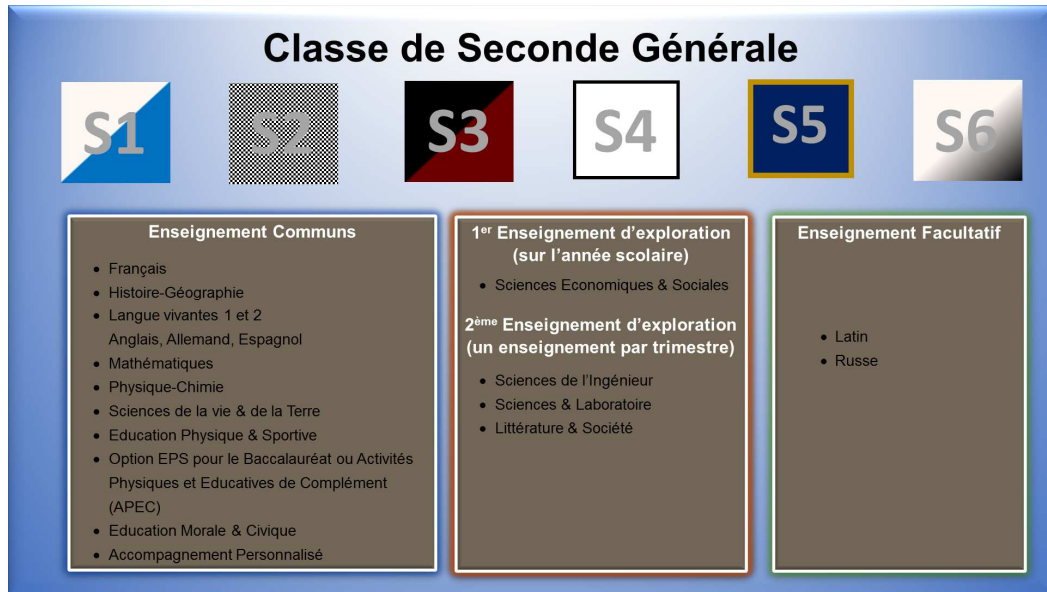 Classe de Seconde Générale
S1
S2
S3
S4
S5
S6
Enseignement Communs
• Français
• Histoire-Géographie
• Langue vivantes 1 et 2
Anglais, Allemand, Espagnol
• Mathématiques
• Physique-Chimie
• Sciences de la vie & de la Terre
• Education Physique & Sportive
• Option EPS pour le Baccalauréat ou Activités
Physiques et Educatives de Complément
(APEC)
• Education Morale & Civique
• Accompagnement Personnalisé
1er Enseignement d’exploration
(sur l’année scolaire)
• Sciences Economiques & Sociales
2ème Enseignement d’exploration
(un enseignement par trimestre)
• Sciences de l’Ingénieur
• Sciences & Laboratoire
• Littérature & Société
Enseignement Facultatif
• Latin
• Russe